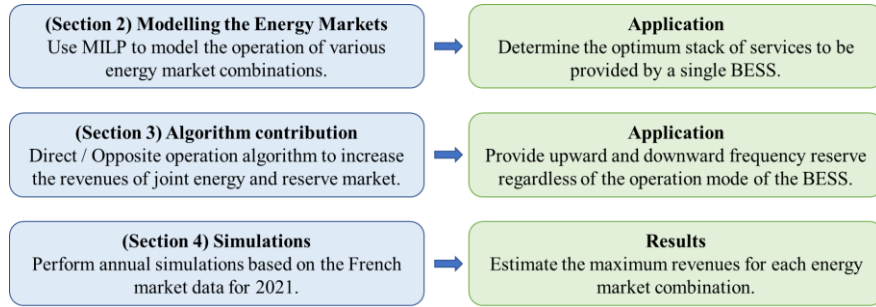 (Section 2) Modelling the Energy Markets
Use MILP to model the operation of various
energy market combinations.
Application
Determine the optimum stack of services to be
provided by a single BESS.
(Section 3) Algorithm contribution
Direct / Opposite operation algorithm to increase
the revenues of joint energy and reserve market.
Application
Provide upward and downward frequency reserve
regardless of the operation mode of the BESS.
(Section 4) Simulations
Perform annual simulations based on the French
market data for 2021.
Results
Estimate the maximum revenues for each energy
market combination.